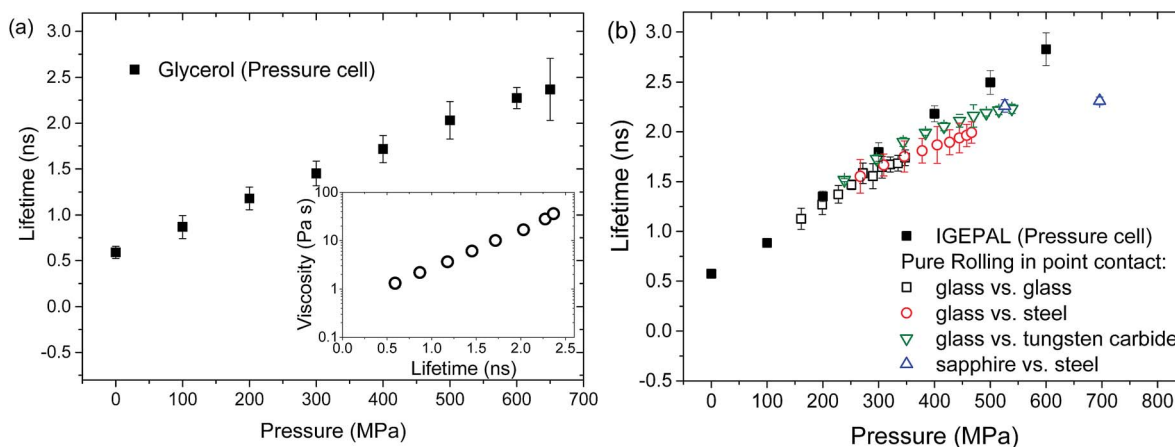 (a)
3.0
2.5
2.0
1.5
1.0
0.5
0.0
-0.5
Lifetime (ns)
Glycerol (Pressure cell)
100
10
1
0.1
Viscosity (Pa s)
0.0 0.5 1.0 1.5 2.0 2.5
Lifetime (ns)
0 100 200 300 400 500 600 700
Pressure (MPa)
(b)
3.0
2.5
2.0
1.5
1.0
0.5
0.0
-0.5
Lifetime (ns)
IGEPAL (Pressure cell)
Pure Rolling in point contact:
glass vs. glass
glass vs. steel
glass vs. tungsten carbide
sapphire vs. steel
0 100 200 300 400 500 600 700 800
Pressure (MPa)